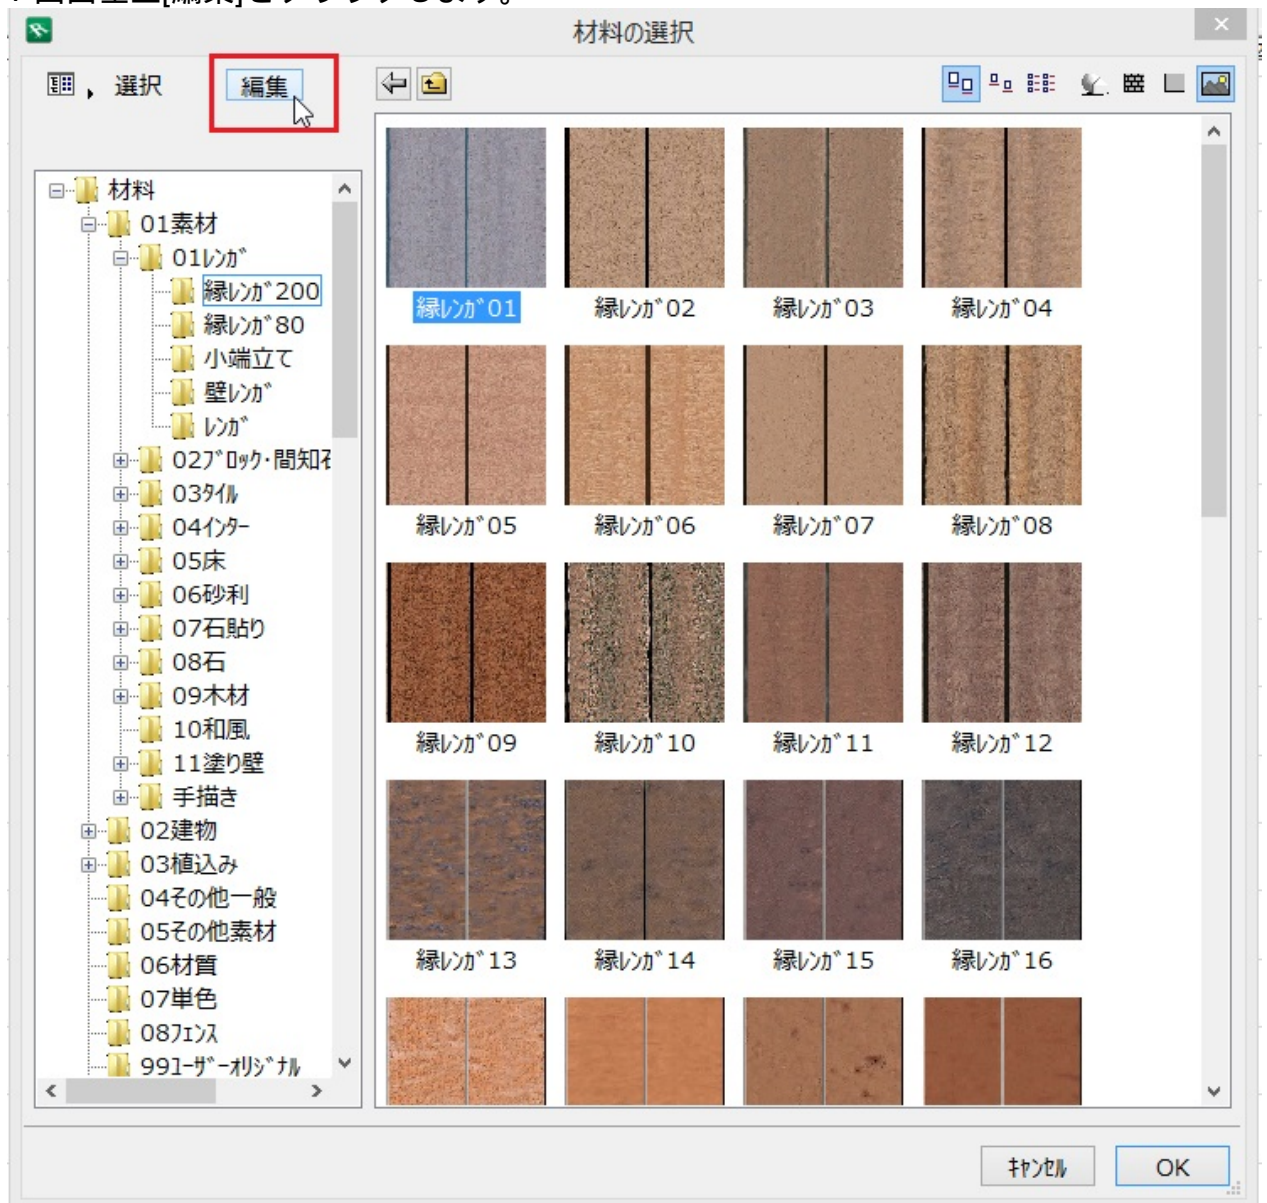 材料の選択
選択 編集
材料
01素材
01ﾚﾝｶﾞ
縁ﾚﾝｶﾞ200
縁ﾚﾝｶﾞ80
小端立て
壁ﾚﾝｶﾞ
ﾚﾝｶﾞ
02ﾌﾞﾛｯｸ･間知
03ﾀｲﾙ
04ｲﾝﾀｰ
05床
06砂利
07石貼り
08石
09木材
10和風
11塗り壁
手描き
02建物
03植込み
04その他一般
05その他素材
06材質
07単色
08ﾌｪﾝｽ
99ﾕｰｻﾞｰｵﾘｼﾞﾅﾙ
縁ﾚﾝｶﾞ01 縁ﾚﾝｶﾞ02 縁ﾚﾝｶﾞ03 縁ﾚﾝｶﾞ04
縁ﾚﾝｶﾞ05 縁ﾚﾝｶﾞ06 縁ﾚﾝｶﾞ07 縁ﾚﾝｶﾞ08
縁ﾚﾝｶﾞ09 縁ﾚﾝｶﾞ10 縁ﾚﾝｶﾞ11 縁ﾚﾝｶﾞ12
縁ﾚﾝｶﾞ13 縁ﾚﾝｶﾞ14 縁ﾚﾝｶﾞ15 縁ﾚﾝｶﾞ16
ｷｬﾝｾﾙ OK